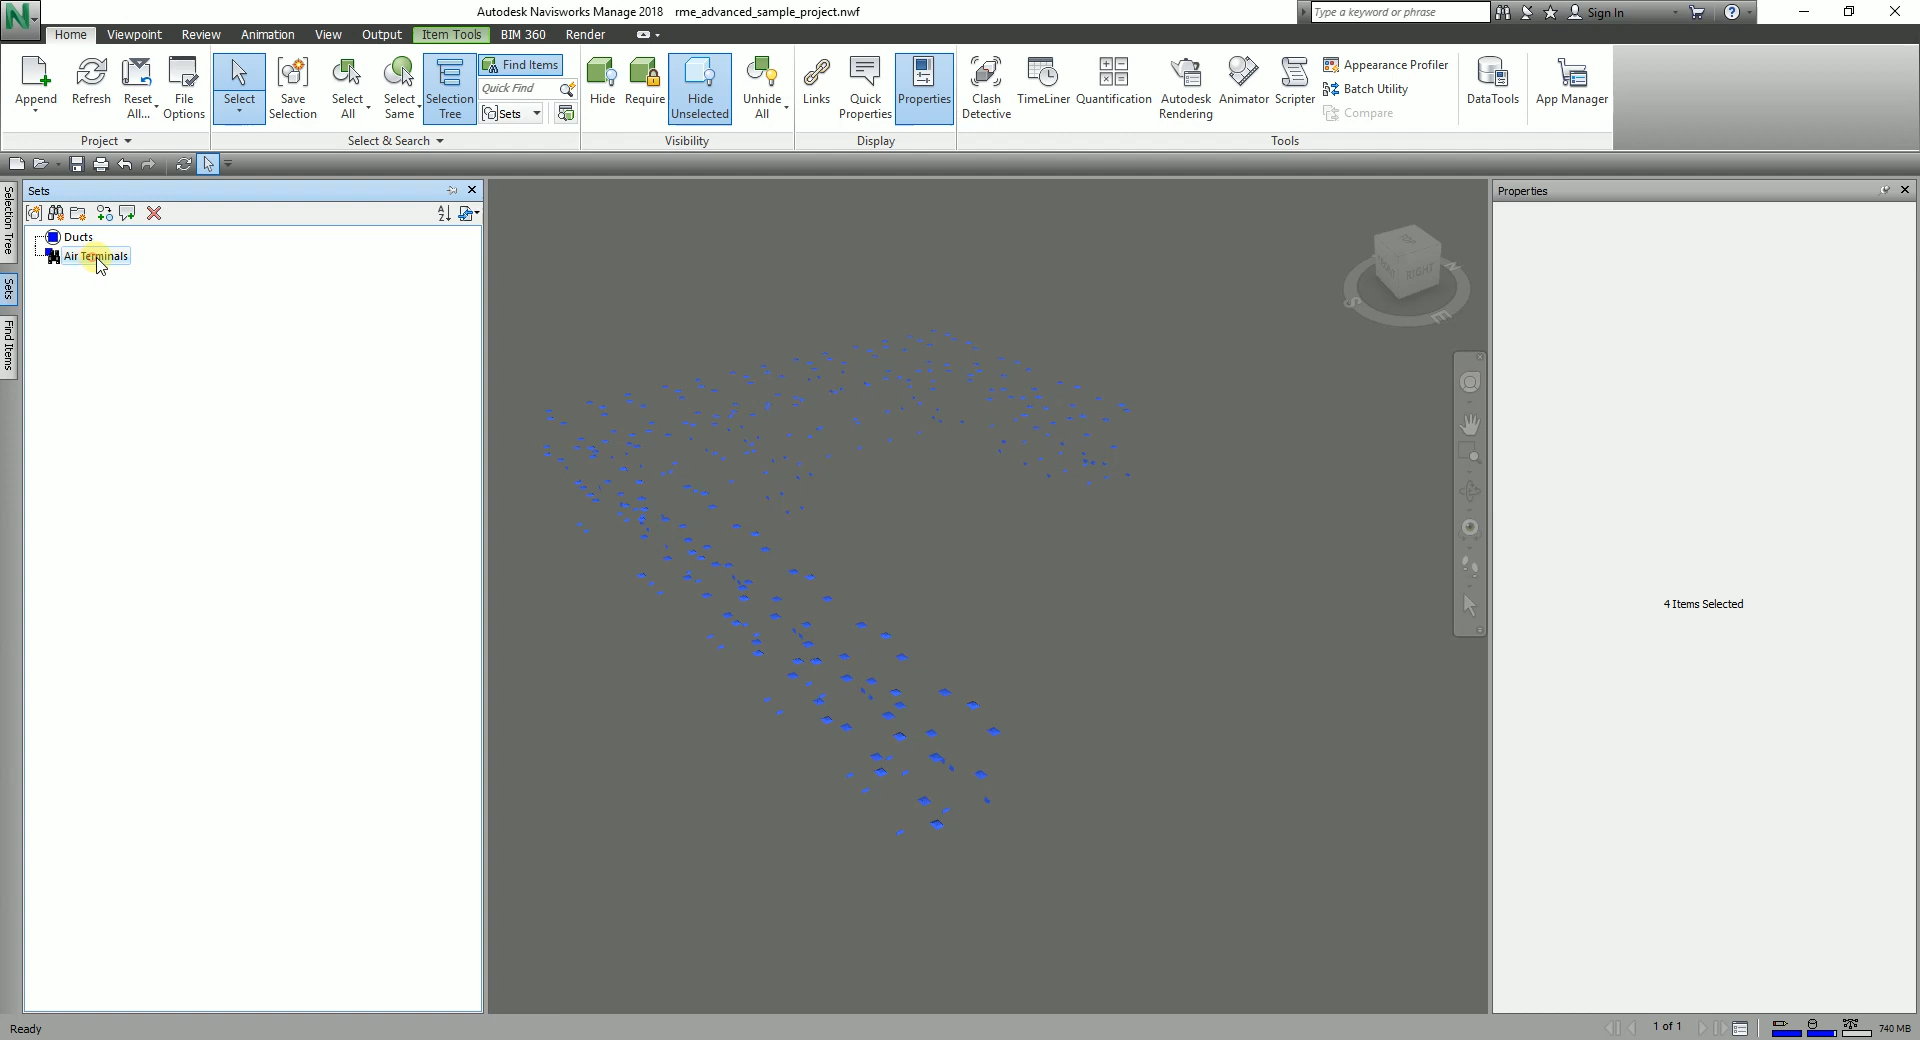 Autodesk Navisworks Manage 2018 rme_advanced_sample_project.nwf
Type a keyword or phrase
Sign In
Home Viewpoint Review Animation View Output Item Tools BIM 360 Render
Append
Refresh
Reset All...
File Options
Select
Save Selection
Select All
Select Same
Selection Tree
Find Items
Quick Find
Sets
Hide
Require
Hide Unselected
Unhide All
Links
Quick Properties
Properties
Clash Detective
TimeLiner
Quantification
Autodesk Rendering
Animator
Scripter
Appearance Profiler
Batch Utility
Compare
DataTools
App Manager
Project
Select & Search
Visibility
Display
Tools
Sets
Properties
Selection Tree
Sets
Find Items
Ducts
Air Terminals
RIGHT
S
E
N
4 Items Selected
Ready
1 of 1
740 MB